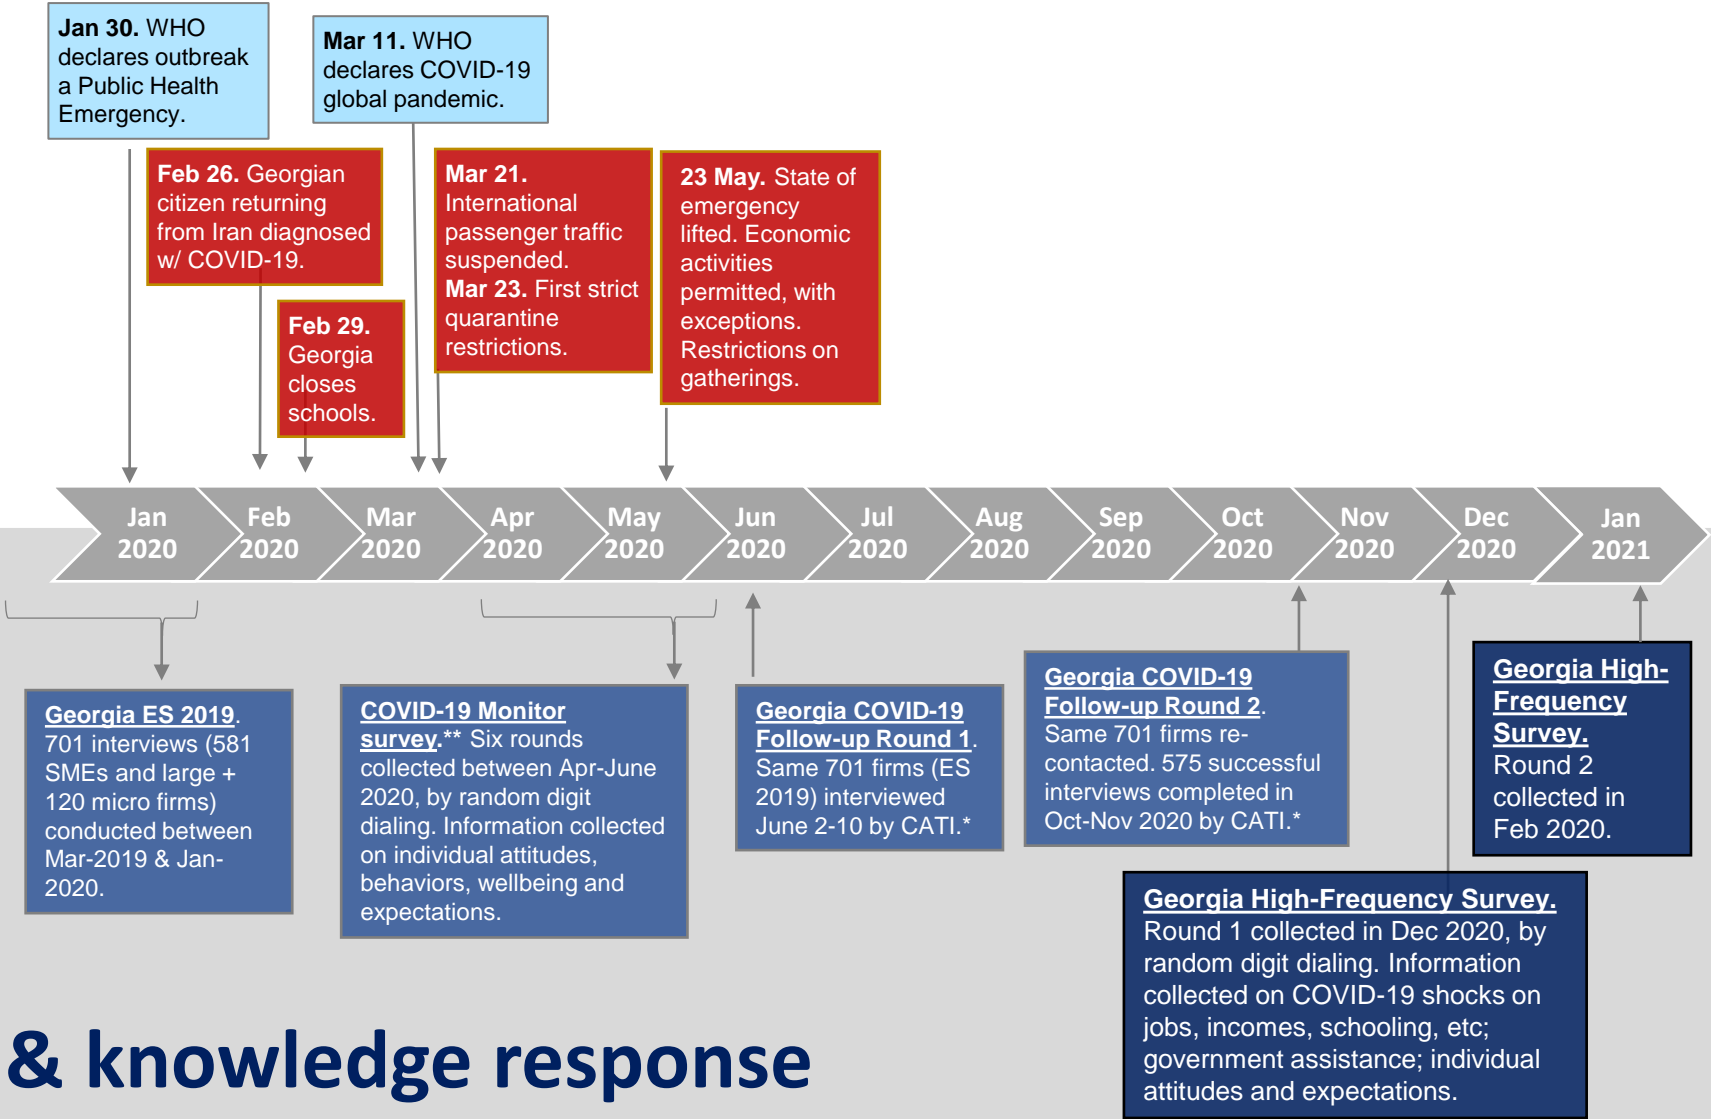 Jan 30. WHO
declares outbreak
a Public Health
Emergency.
Mar 11. WHO
declares COVID-19
global pandemic.
Feb 26. Georgian
citizen returning
from Iran diagnosed
w/ COVID-19.
Feb 29.
Georgia
closes
schools.
Mar 21.
International
passenger traffic
suspended.
Mar 23. First strict
quarantine
restrictions.
23 May. State of
emergency
lifted. Economic
activities
permitted, with
exceptions.
Restrictions on
gatherings.
Jan
2020
Feb
2020
Mar
2020
Apr
2020
May
2020
Jun
2020
Jul
2020
Aug
2020
Sep
2020
Oct
2020
Nov
2020
Dec
2020
Jan
2021
Georgia ES 2019.
701 interviews (581
SMEs and large +
120 micro firms)
conducted between
Mar-2019 & Jan-
2020.
COVID-19 Monitor
survey.** Six rounds
collected between Apr-June
2020, by random digit
dialing. Information collected
on individual attitudes,
behaviors, wellbeing and
expectations.
Georgia COVID-19
Follow-up Round 1.
Same 701 firms (ES
2019) interviewed
June 2-10 by CATI.*
Georgia COVID-19
Follow-up Round 2.
Same 701 firms re-
contacted. 575 successful
interviews completed in
Oct-Nov 2020 by CATI.*
Georgia High-
Frequency
Survey.
Round 2
collected in
Feb 2020.
Georgia High-Frequency Survey.
Round 1 collected in Dec 2020, by
random digit dialing. Information
collected on COVID-19 shocks on
jobs, incomes, schooling, etc;
government assistance; individual
attitudes and expectations.
& knowledge response